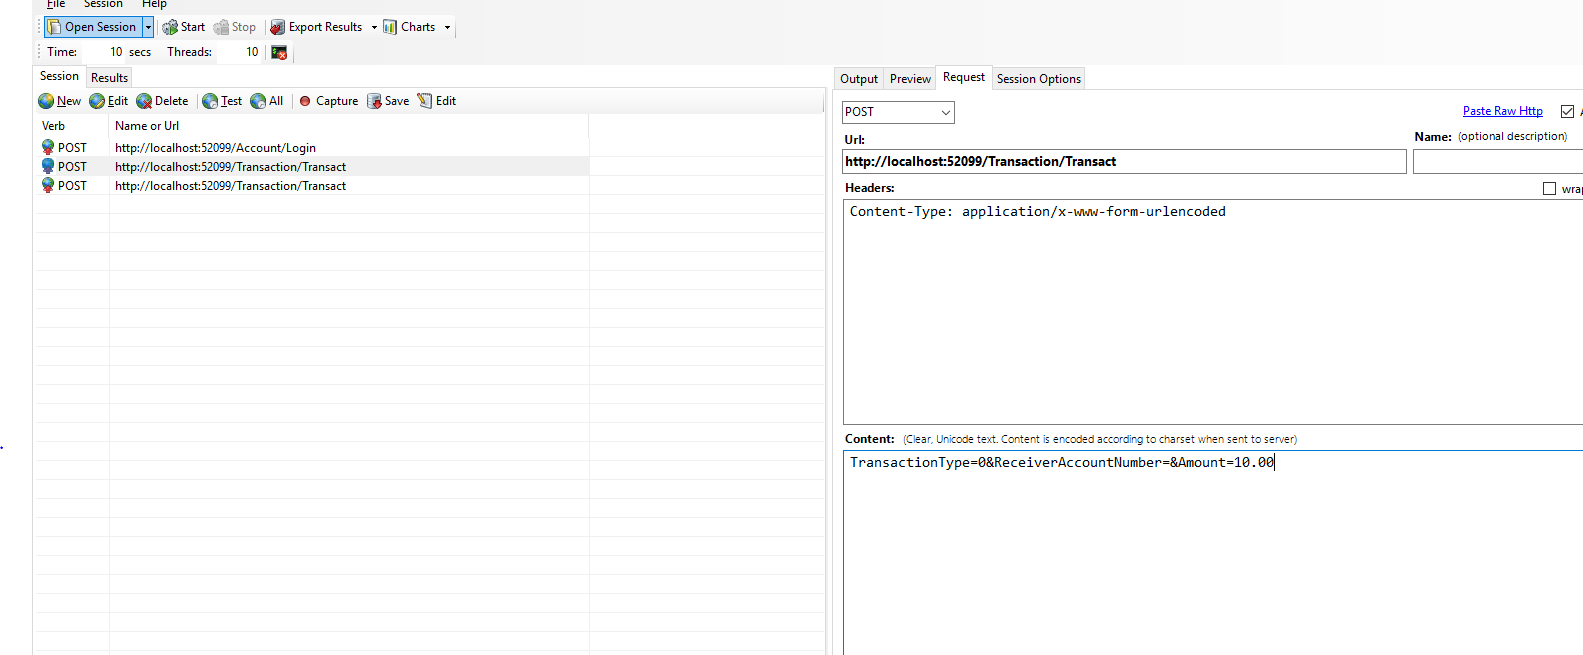 File Session Help
Open Session Start Stop Export Results Charts
Time: 10 secs Threads: 10
Session Results
New Edit Delete Test All Capture Save Edit
Verb Name or Url
POST http://localhost:52099/Account/Login
POST http://localhost:52099/Transaction/Transact
POST http://localhost:52099/Transaction/Transact
Output Preview Request Session Options
POST Paste Raw Http
Url: Name: (optional description)
http://localhost:52099/Transaction/Transact
Headers:
Content-Type: application/x-www-form-urlencoded
Content: (Clear, Unicode text. Content is encoded according to charset when sent to server)
TransactionType=0&ReceiverAccountNumber=&Amount=10.00